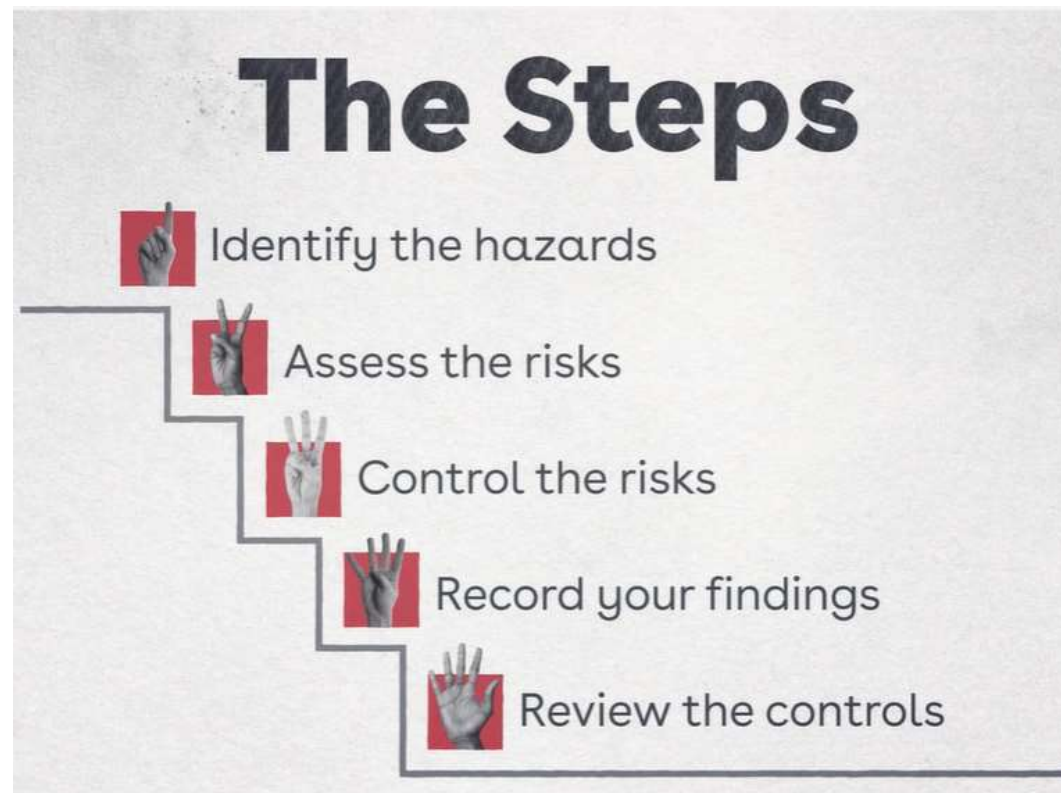 The Steps
Identify the hazards
Assess the risks
Control the risks
Record your findings
Review the controls